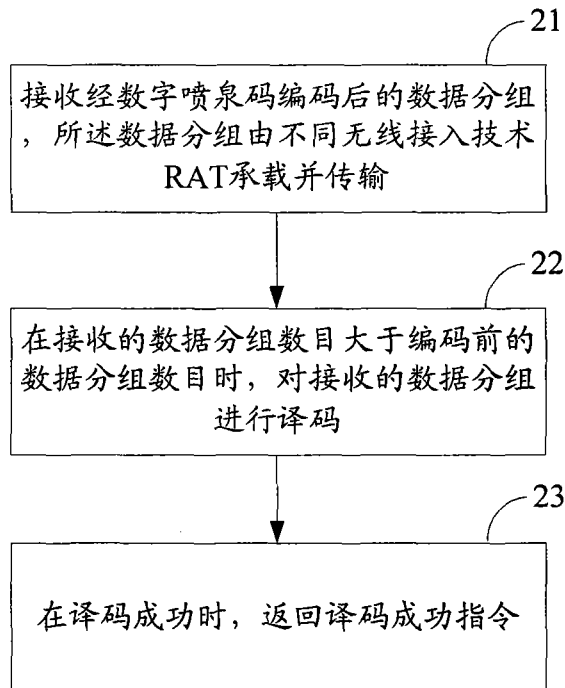 21
接收经数字喷泉码编码后的数据分组
，所述数据分组由不同无线接入技术
RAT承载并传输
22
在接收的数据分组数目大于编码前的
数据分组数目时，对接收的数据分组
进行译码
23
在译码成功时，返回译码成功指令